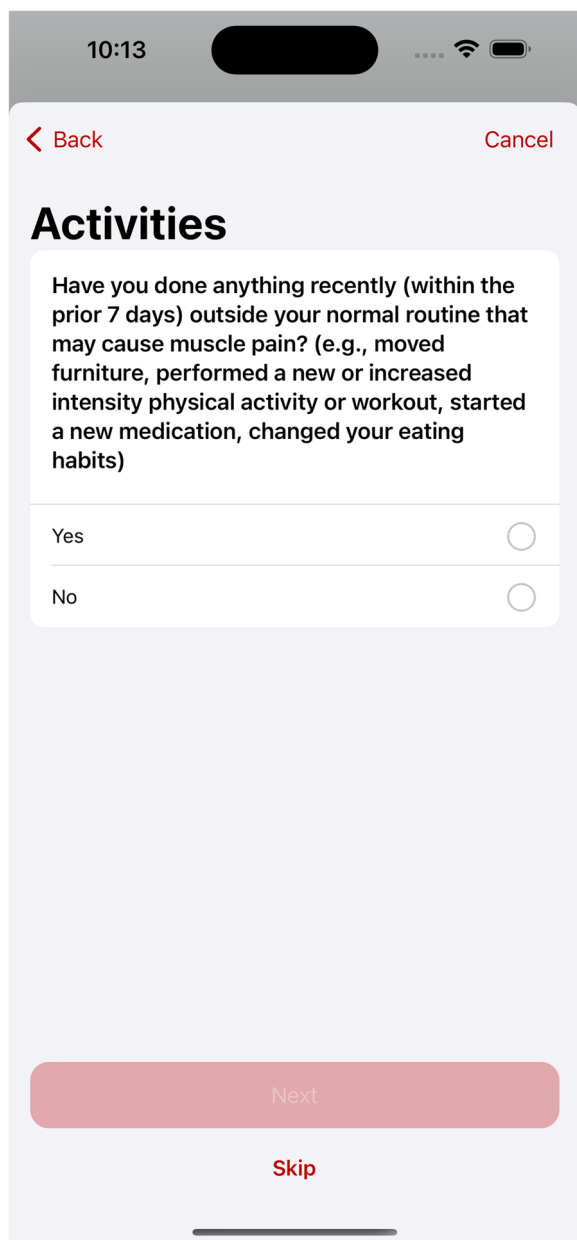 10:13
Back
Cancel
Activities
Have you done anything recently (within the
prior 7 days) outside your normal routine that
may cause muscle pain? (e.g., moved
furniture, performed a new or increased
intensity physical activity or workout, started
a new medication, changed your eating
habits)
Yes
No
Next
Skip